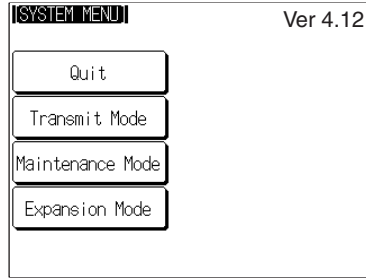 [SYSTEM MENU]
Ver 4.12
Quit
Transmit Mode
Maintenance Mode
Expansion Mode